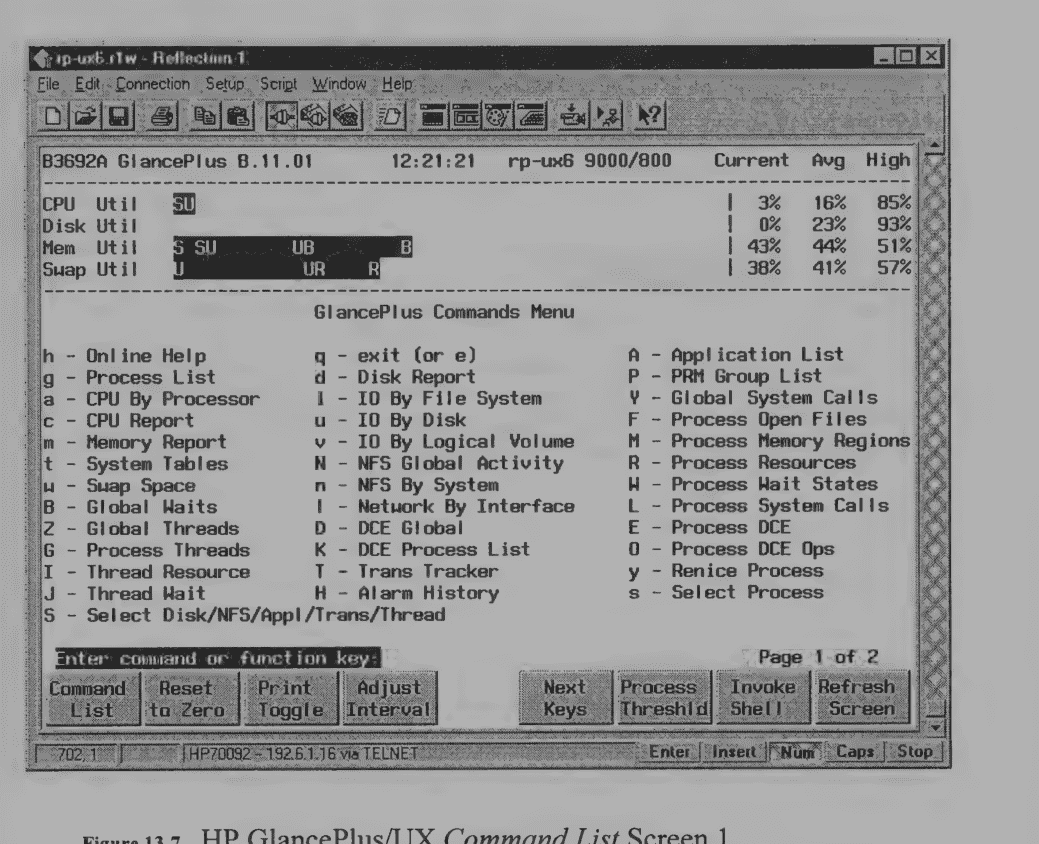 rp-ux6.r1w - Reflection 1
File Edit Connection Setup Script Window Help
B3692A GlancePlus B.11.01 12:21:21 rp-ux6 9000/800 Current Avg High
CPU Util SU | 3% 16% 85%
Disk Util | 0% 23% 93%
Mem Util S SU UB B | 43% 44% 51%
Swap Util U UR R | 38% 41% 57%
GlancePlus Commands Menu
h - Online Help q - exit (or e) A - Application List
g - Process List d - Disk Report P - PRM Group List
a - CPU By Processor i - IO By File System Y - Global System Calls
c - CPU Report u - IO By Disk F - Process Open Files
m - Memory Report v - IO By Logical Volume M - Process Memory Regions
t - System Tables N - NFS Global Activity R - Process Resources
w - Swap Space n - NFS By System W - Process Wait States
B - Global Waits l - Network By Interface L - Process System Calls
Z - Global Threads D - DCE Global E - Process DCE
G - Process Threads K - DCE Process List O - Process DCE Ops
I - Thread Resource T - Trans Tracker y - Renice Process
J - Thread Wait H - Alarm History s - Select Process
S - Select Disk/NFS/Appl/Trans/Thread
Enter command or function key: Page 1 of 2
Command List Reset to Zero Print Toggle Adjust Interval Next Keys Process Threshld Invoke Shell Refresh Screen
702, 1 HP70092 -- 192.6.1.16 via TELNET Enter Insert Num Caps Stop
Figure 13.7 HP GlancePlus/UX Command List Screen 1